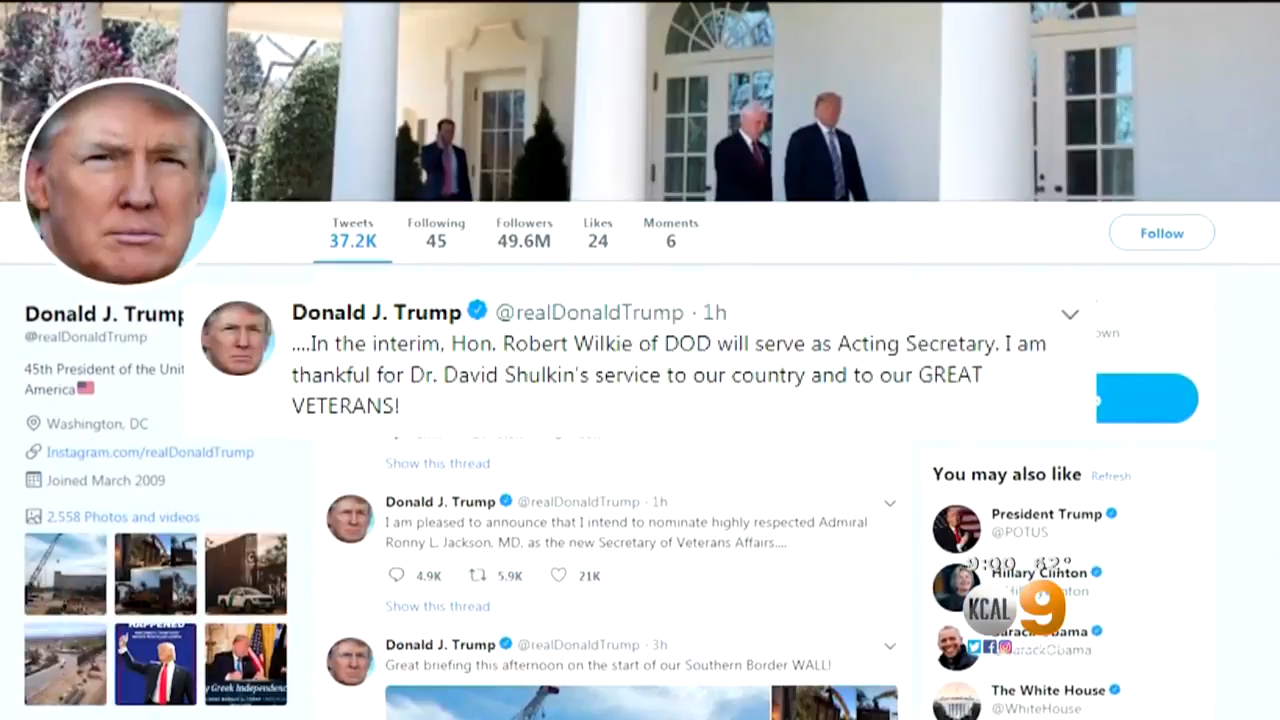 Tweets
37.2K
Following
45
Followers
49.6M
Likes
24
Moments
6
Follow
Donald J. Trump
@realDonaldTrump
45th President of the
America
Washington, DC
Instagram.com/realDonaldTrump
Joined March 2009
2,558 Photos and videos
Donald J. Trump @realDonaldTrump · 1h
....In the interim, Hon. Robert Wilkie of DOD will serve as Acting Secretary. I am
thankful for Dr. David Shulkin's service to our country and to our GREAT
VETERANS!
Show this thread
Donald J. Trump @realDonaldTrump · 1h
I am pleased to announce that I intend to nominate highly respected Admiral
Ronny L. Jackson, MD, as the new Secretary of Veterans Affairs....
4.9K 5.9K 21K
Show this thread
Donald J. Trump @realDonaldTrump · 3h
Great briefing this afternoon on the start of our Southern Border WALL!
You may also like Refresh
President Trump
@POTUS
9:00 62°
Hillary Clinton
KCAL 9
The White House
@WhiteHouse